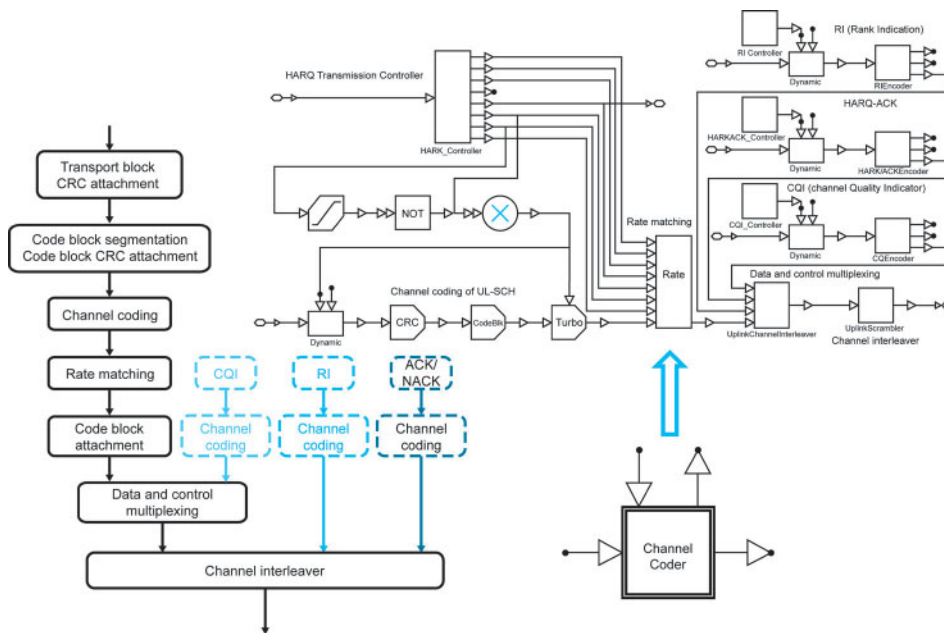 Transport block
CRC attachment
Code block segmentation
Code block CRC attachment
Channel coding
Rate matching
Code block
attachment
Data and control
multiplexing
Channel interleaver
CQI
Channel
coding
RI
Channel
coding
ACK/
NACK
Channel
coding
HARQ Transmission Controller
HARK_Controller
NOT
Channel coding of UL-SCH
Dynamic
CRC
CodeBlk
Turbo
Rate matching
Rate
RI (Rank Indication)
RI Controller
Dynamic
RIEncoder
HARQ-ACK
HARKACK_Controller
Dynamic
HARK/ACKEncoder
CQI (channel Quality Indicator)
CQI_Controller
Dynamic
CQEncoder
Data and control multiplexing
UplinkChannelInterleaver
UplinkScrambler
Channel interleaver
Channel
Coder